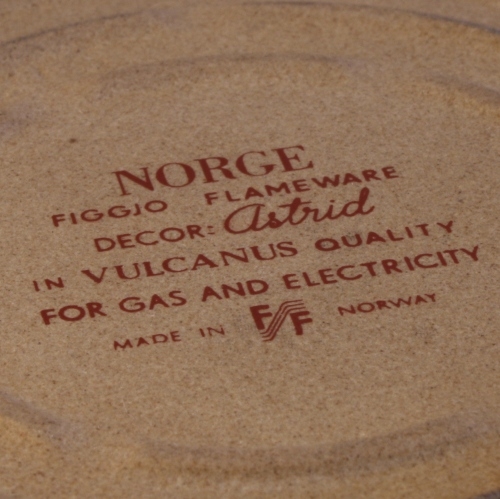 NORGE
FIGGJO FLAMEWARE
DECOR: Astrid
IN VULCANUS QUALITY
FOR GAS AND ELECTRICITY
MADE IN FF NORWAY